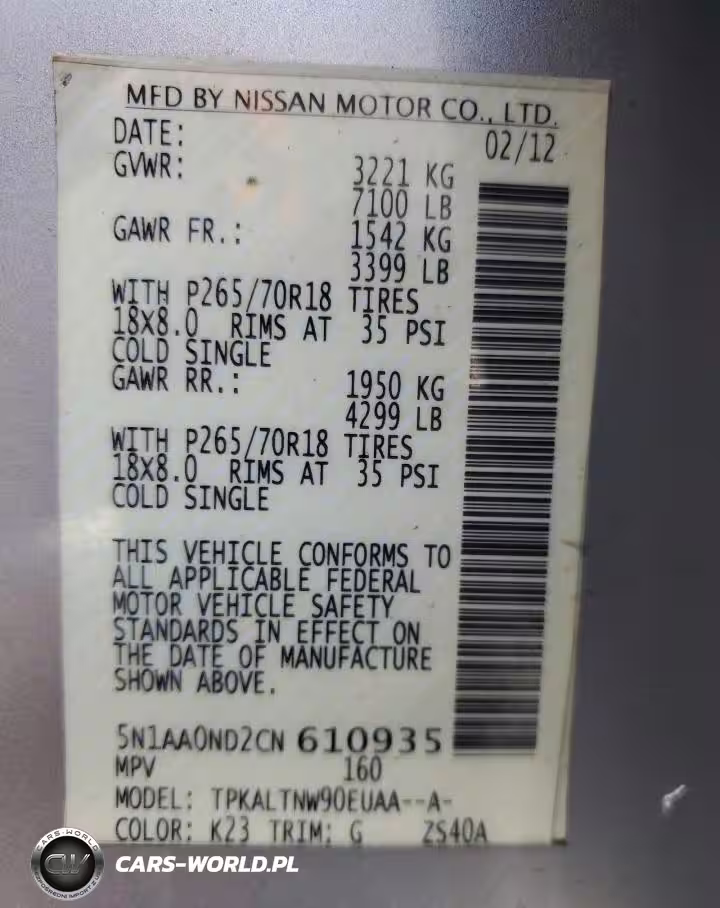 MFD BY NISSAN MOTOR CO., LTD.
DATE: 02/12
GVWR: 3221 KG
7100 LB
GAWR FR.: 1542 KG
3399 LB
WITH P265/70R18 TIRES
18X8.0 RIMS AT 35 PSI
COLD SINGLE
GAWR RR.: 1950 KG
4299 LB
WITH P265/70R18 TIRES
18X8.0 RIMS AT 35 PSI
COLD SINGLE
THIS VEHICLE CONFORMS TO
ALL APPLICABLE FEDERAL
MOTOR VEHICLE SAFETY
STANDARDS IN EFFECT ON
THE DATE OF MANUFACTURE
SHOWN ABOVE.
5N1AA0ND2CN 610935
MPV 160
MODEL: TPKALTNW90EUAA--A-
COLOR: K23 TRIM: G ZS40A
CARS-WORLD
CW
CARS-WORLD.PL